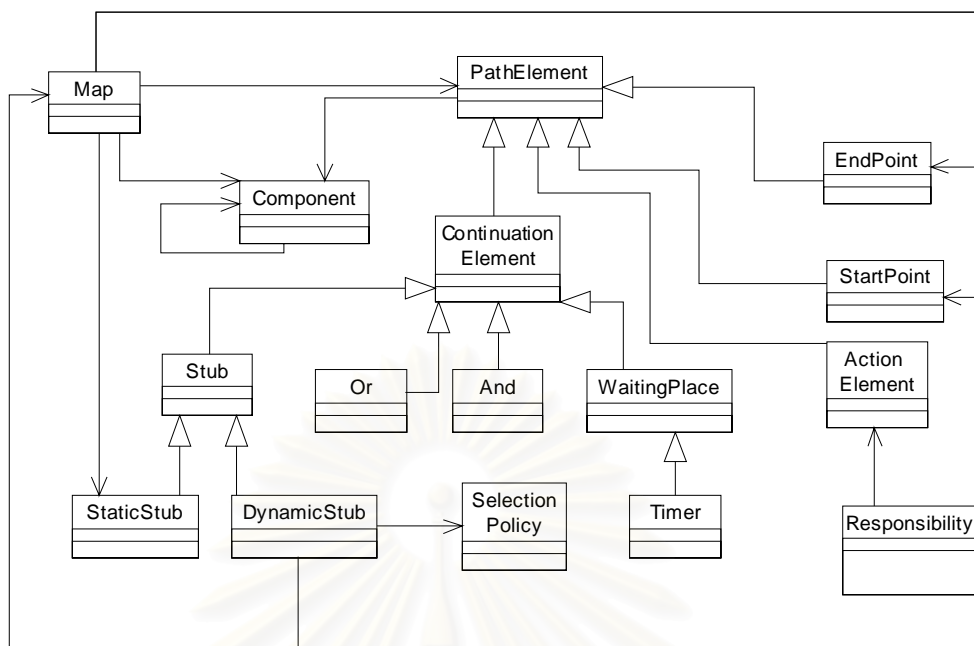 PathElement
Map
EndPoint
Component
Continuation
Element
StartPoint
Action
Element
Stub
Or
And
WaitingPlace
StaticStub
DynamicStub
Selection
Policy
Timer
Responsibility